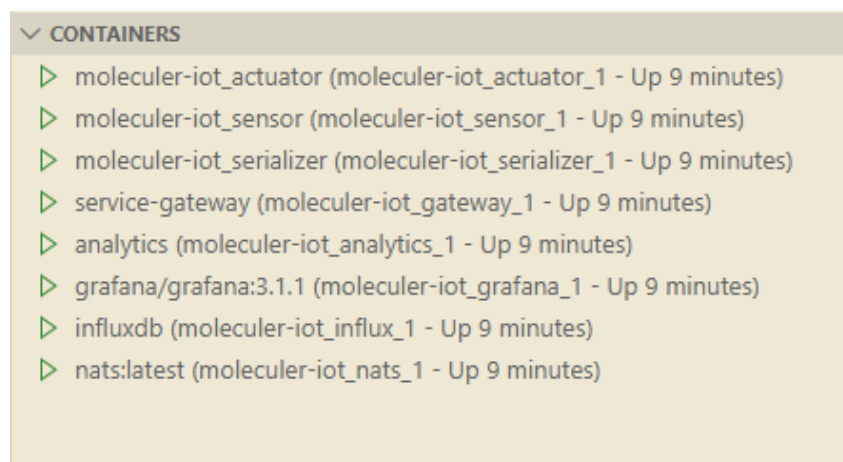 CONTAINERS
moleculer-iot_actuator (moleculer-iot_actuator_1 - Up 9 minutes)
moleculer-iot_sensor (moleculer-iot_sensor_1 - Up 9 minutes)
moleculer-iot_serializer (moleculer-iot_serializer_1 - Up 9 minutes)
service-gateway (moleculer-iot_gateway_1 - Up 9 minutes)
analytics (moleculer-iot_analytics_1 - Up 9 minutes)
grafana/grafana:3.1.1 (moleculer-iot_grafana_1 - Up 9 minutes)
influxdb (moleculer-iot_influx_1 - Up 9 minutes)
nats:latest (moleculer-iot_nats_1 - Up 9 minutes)